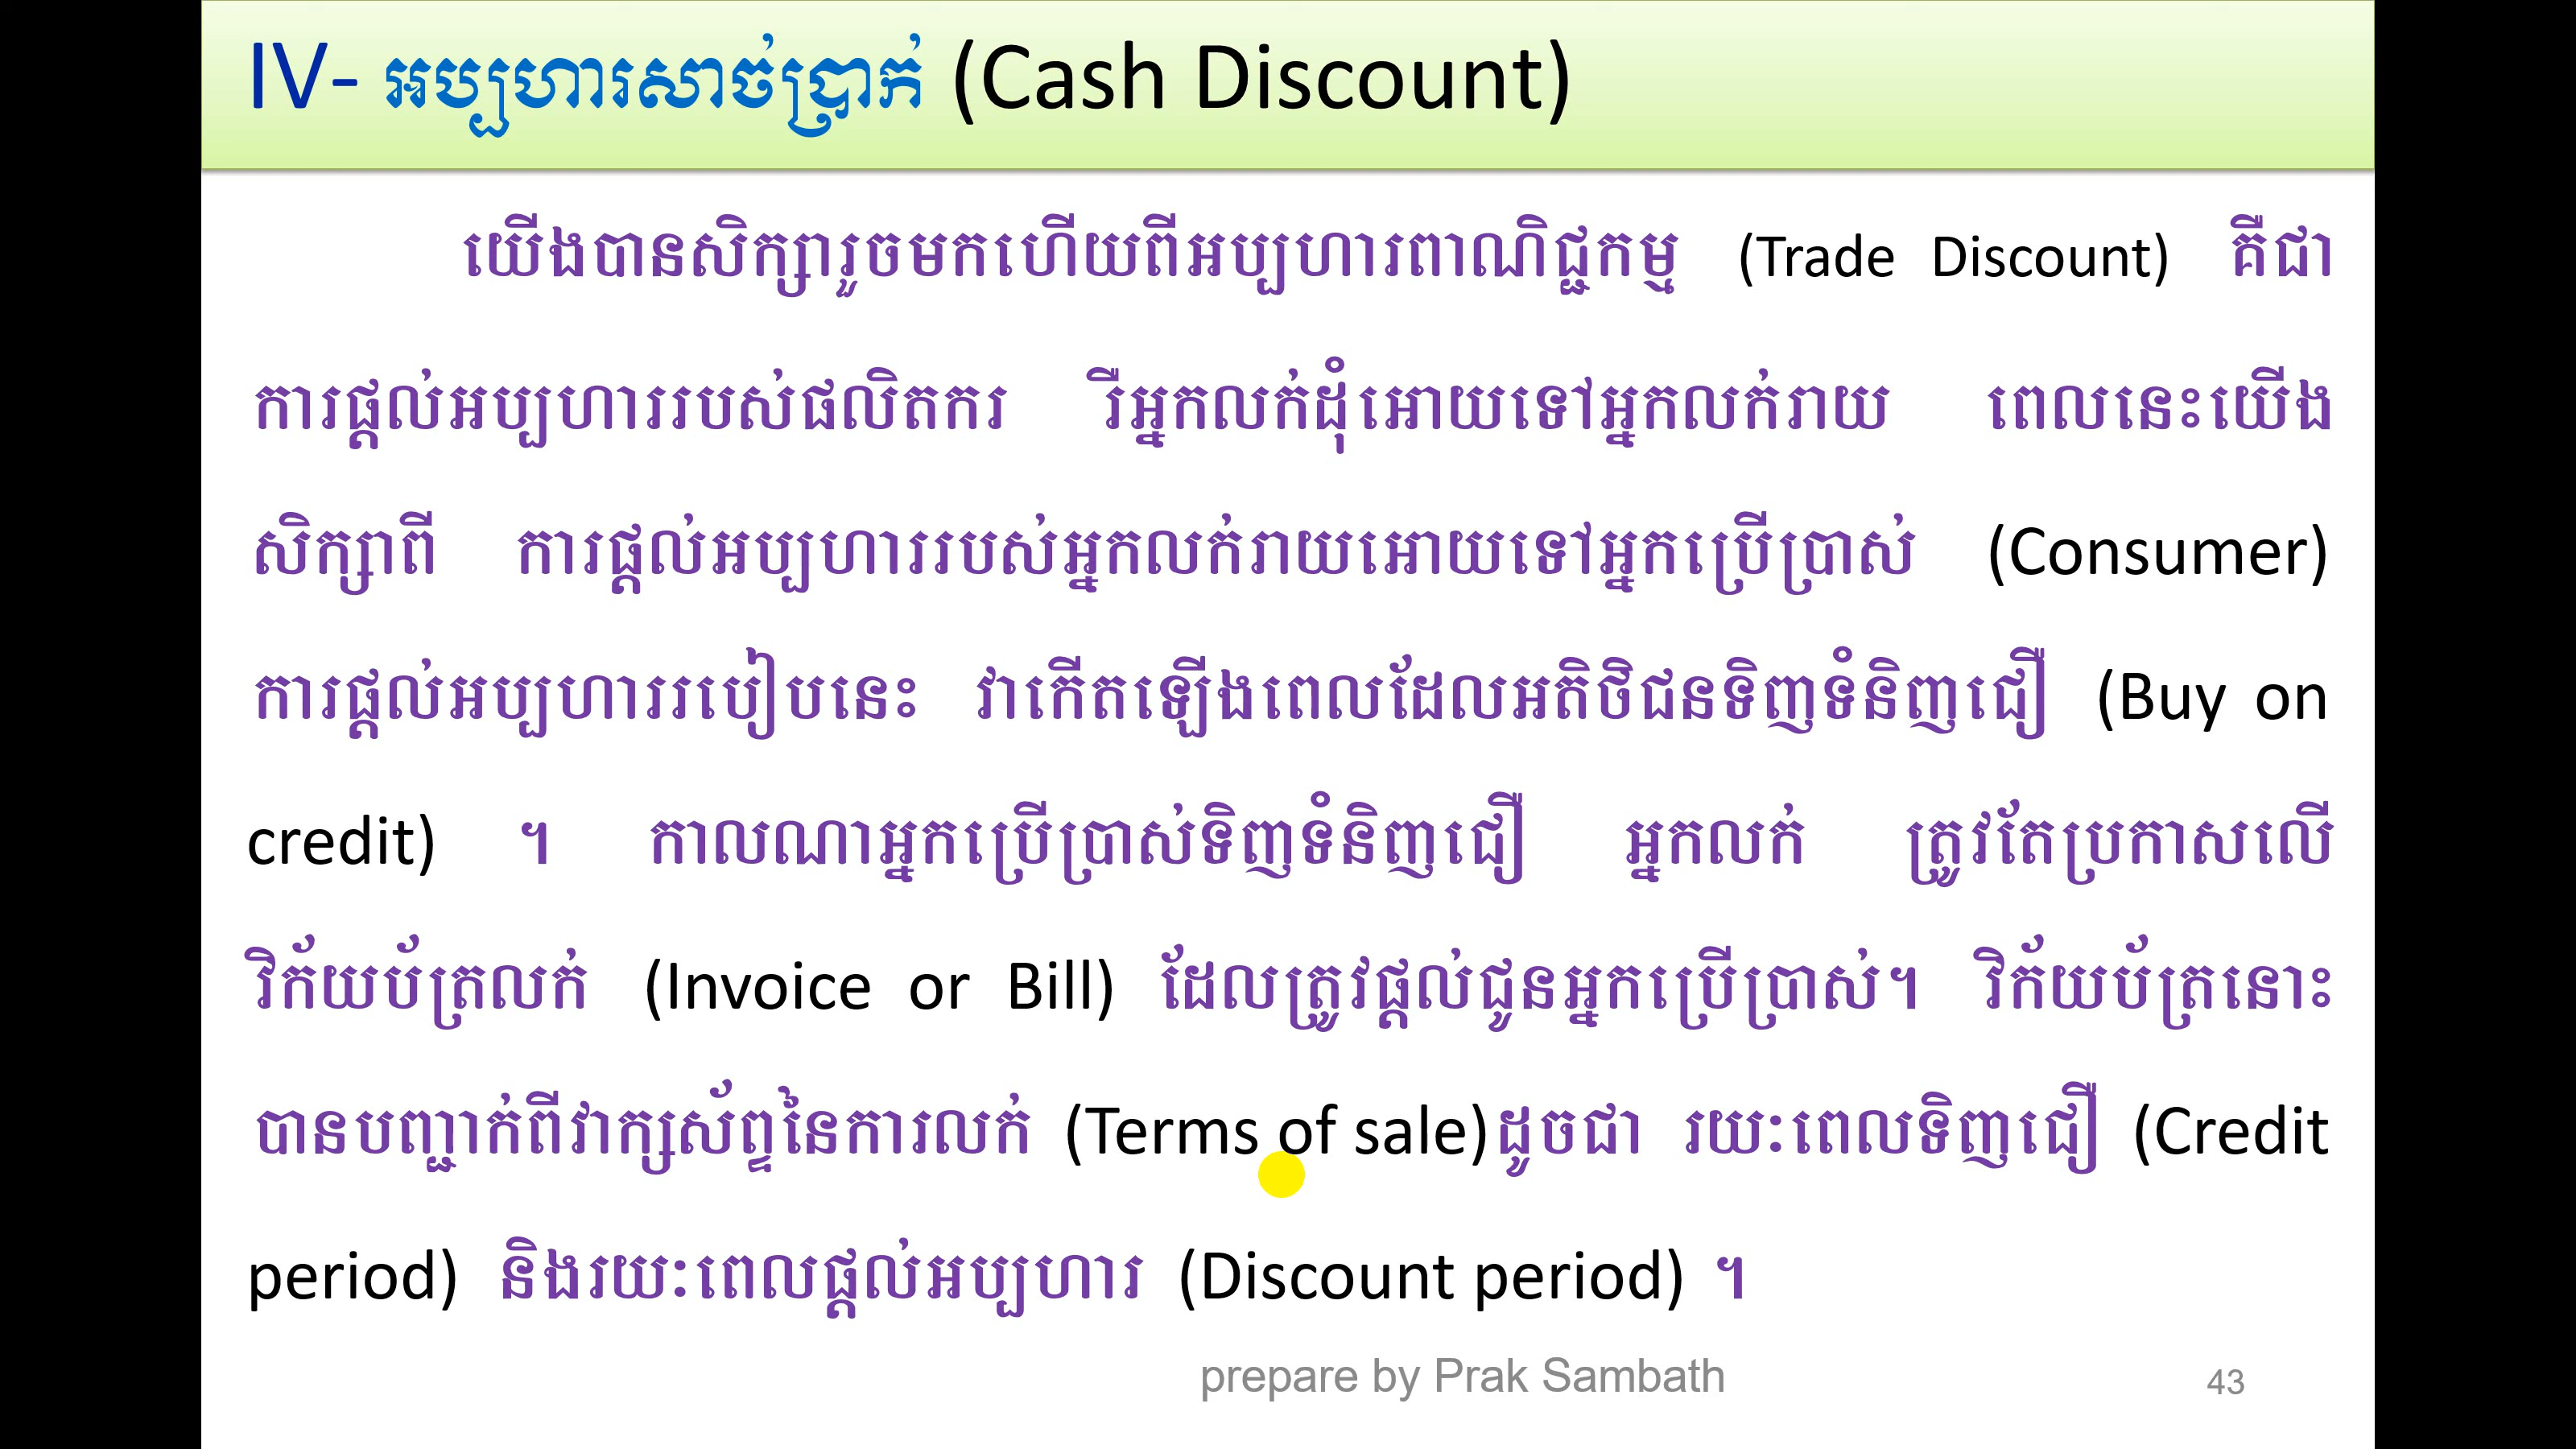 IV- អប្បហារសាច់ប្រាក់ (Cash Discount)
យើងបានសិក្សារួចមកហើយពីអប្បហារពាណិជ្ជកម្ម (Trade Discount) គឺជា
ការផ្តល់អប្បហាររបស់ផលិតករ រឺអ្នកលក់ដុំអោយទៅអ្នកលក់រាយ ពេលនេះយើង
សិក្សាពី ការផ្តល់អប្បហាររបស់អ្នកលក់រាយអោយទៅអ្នកប្រើប្រាស់ (Consumer)
ការផ្តល់អប្បហាររបៀបនេះ វាកើតឡើងពេលដែលអតិថិជនទិញទំនិញជឿ (Buy on
credit) ។ កាលណាអ្នកប្រើប្រាស់ទិញទំនិញជឿ អ្នកលក់ ត្រូវតែប្រកាសលើ
វិក័យប័ត្រលក់ (Invoice or Bill) ដែលត្រូវផ្តល់ជូនអ្នកប្រើប្រាស់។ វិក័យប័ត្រនោះ
បានបញ្ជាក់ពីវាក្សស័ព្ទនៃការលក់ (Terms of sale)ដូចជា រយ:ពេលទិញជឿ (Credit
period) និងរយ:ពេលផ្តល់អប្បហារ (Discount period) ។
prepare by Prak Sambath
43